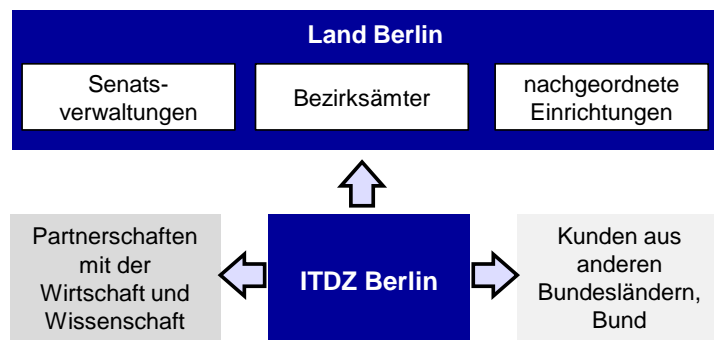 Land Berlin
Senats-
verwaltungen
Bezirksämter
nachgeordnete
Einrichtungen
Partnerschaften
mit der
Wirtschaft und
Wissenschaft
ITDZ Berlin
Kunden aus
anderen
Bundesländern,
Bund